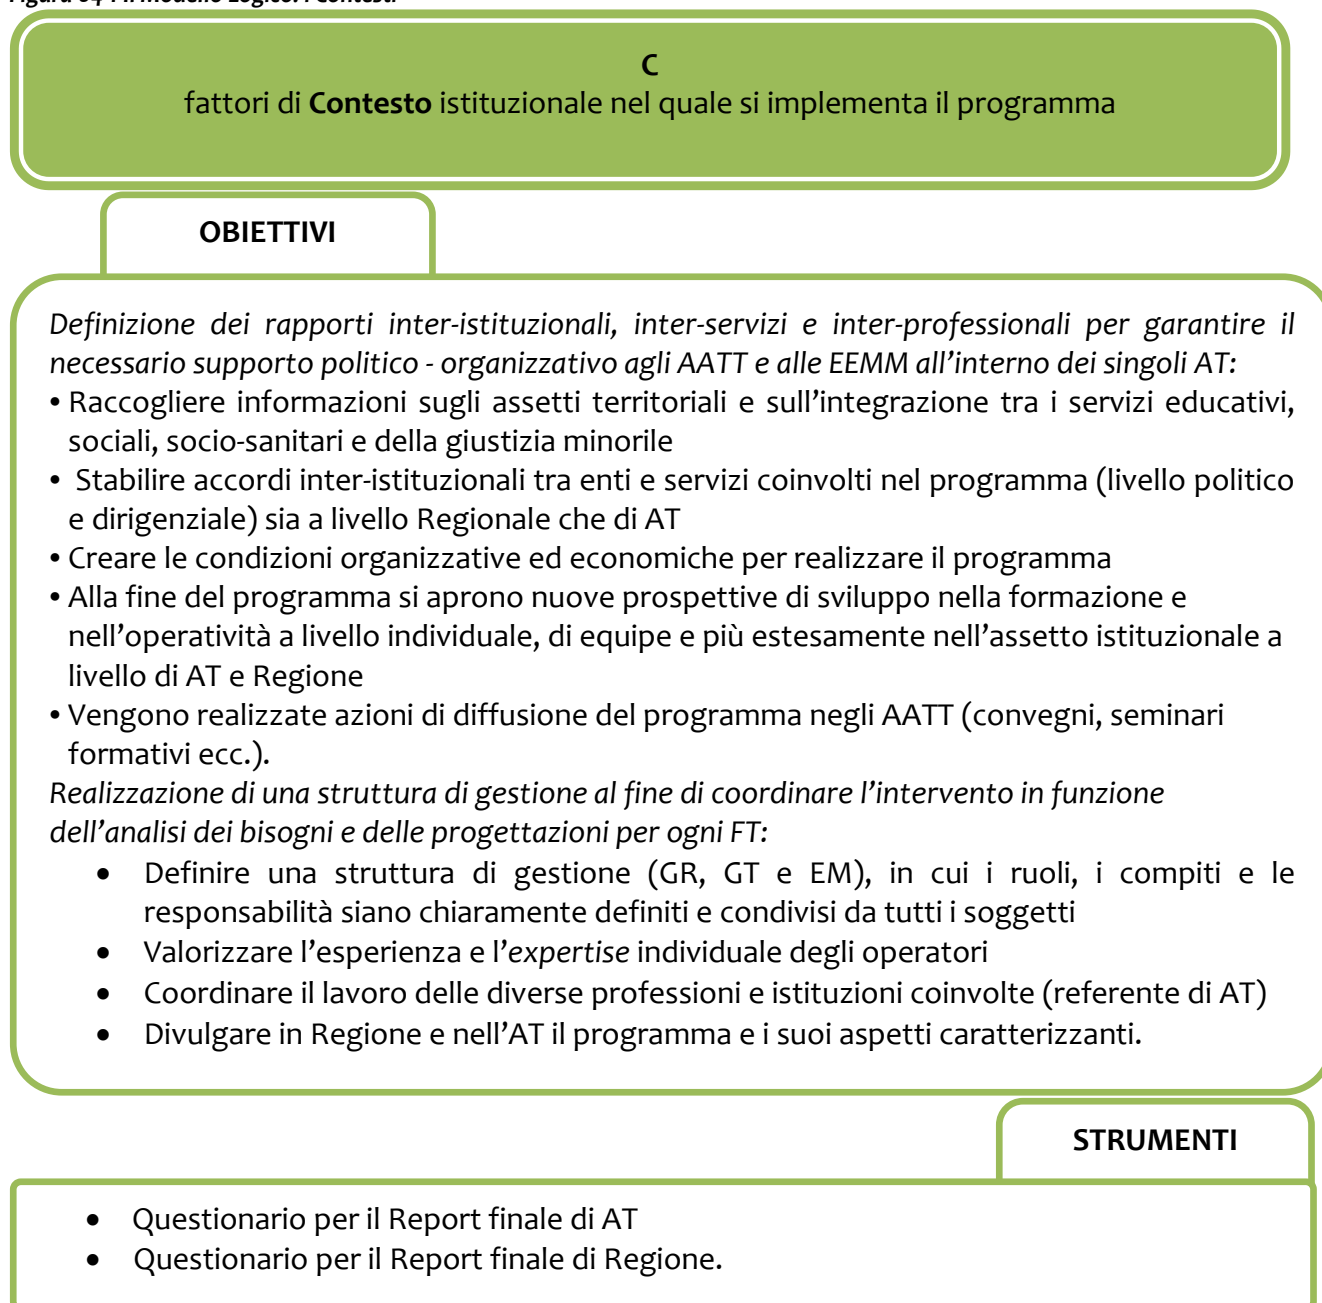 C
fattori di Contesto istituzionale nel quale si implementa il programma
OBIETTIVI
Definizione dei rapporti inter-istituzionali, inter-servizi e inter-professionali per garantire il
necessario supporto politico - organizzativo agli AATT e alle EEMM all’interno dei singoli AT:
• Raccogliere informazioni sugli assetti territoriali e sull’integrazione tra i servizi educativi,
sociali, socio-sanitari e della giustizia minorile
• Stabilire accordi inter-istituzionali tra enti e servizi coinvolti nel programma (livello politico
e dirigenziale) sia a livello Regionale che di AT
• Creare le condizioni organizzative ed economiche per realizzare il programma
• Alla fine del programma si aprono nuove prospettive di sviluppo nella formazione e
nell’operatività a livello individuale, di equipe e più estesamente nell’assetto istituzionale a
livello di AT e Regione
• Vengono realizzate azioni di diffusione del programma negli AATT (convegni, seminari
formativi ecc.).
Realizzazione di una struttura di gestione al fine di coordinare l’intervento in funzione
dell’analisi dei bisogni e delle progettazioni per ogni FT:
• Definire una struttura di gestione (GR, GT e EM), in cui i ruoli, i compiti e le
responsabilità siano chiaramente definiti e condivisi da tutti i soggetti
• Valorizzare l’esperienza e l’expertise individuale degli operatori
• Coordinare il lavoro delle diverse professioni e istituzioni coinvolte (referente di AT)
• Divulgare in Regione e nell’AT il programma e i suoi aspetti caratterizzanti.
STRUMENTI
• Questionario per il Report finale di AT
• Questionario per il Report finale di Regione.